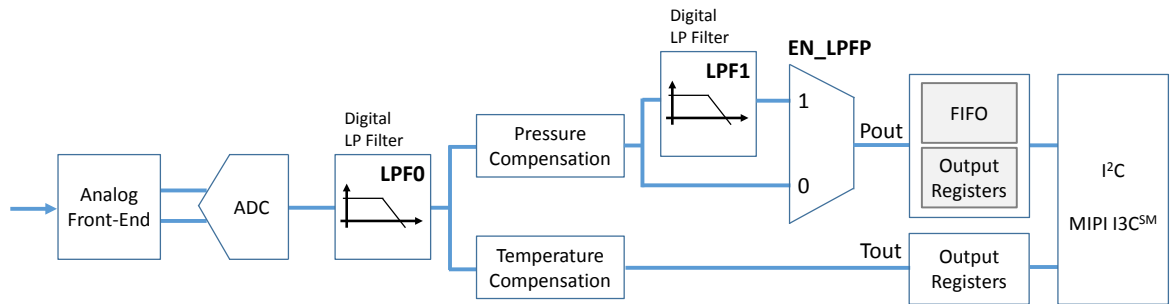 Digital
LP Filter
LPF1
EN_LPFP
1
0
Digital
LP Filter
LPF0
Analog
Front-End
ADC
Pressure
Compensation
Temperature
Compensation
Pout
Tout
FIFO
Output
Registers
Output
Registers
I²C
MIPI I3Cˢᴹ